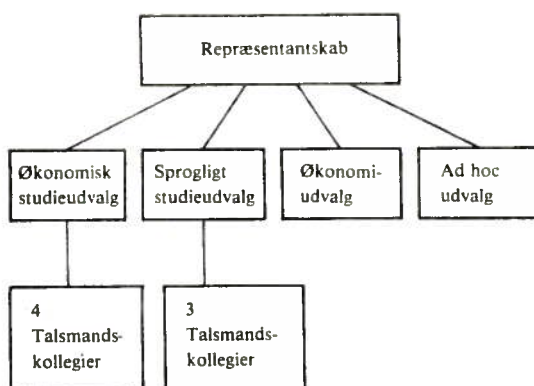 Repræsentantskab
Økonomisk
studieudvalg
Sprogligt
studieudvalg
Økonomi-
udvalg
Ad hoc
udvalg
4
Talsmands-
kollegier
3
Talsmands-
kollegier